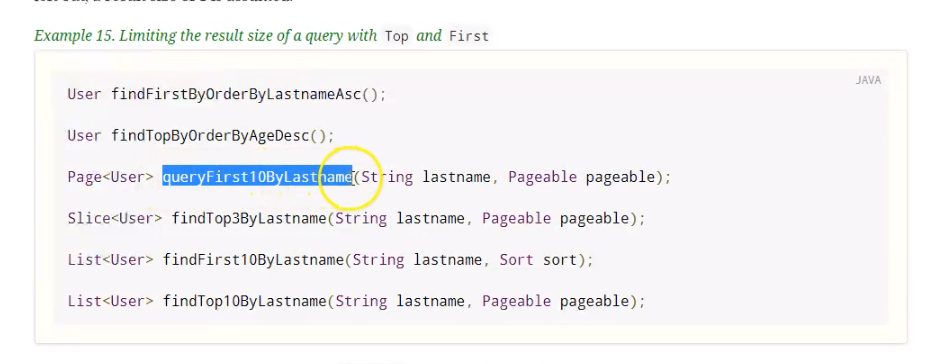 Example 15. Limiting the result size of a query with Top and First
JAVA
User findFirstByOrderByLastnameAsc();
User findTopByOrderByAgeDesc();
Page<User> queryFirst10ByLastname(String lastname, Pageable pageable);
Slice<User> findTop3ByLastname(String lastname, Pageable pageable);
List<User> findFirst10ByLastname(String lastname, Sort sort);
List<User> findTop10ByLastname(String lastname, Pageable pageable);